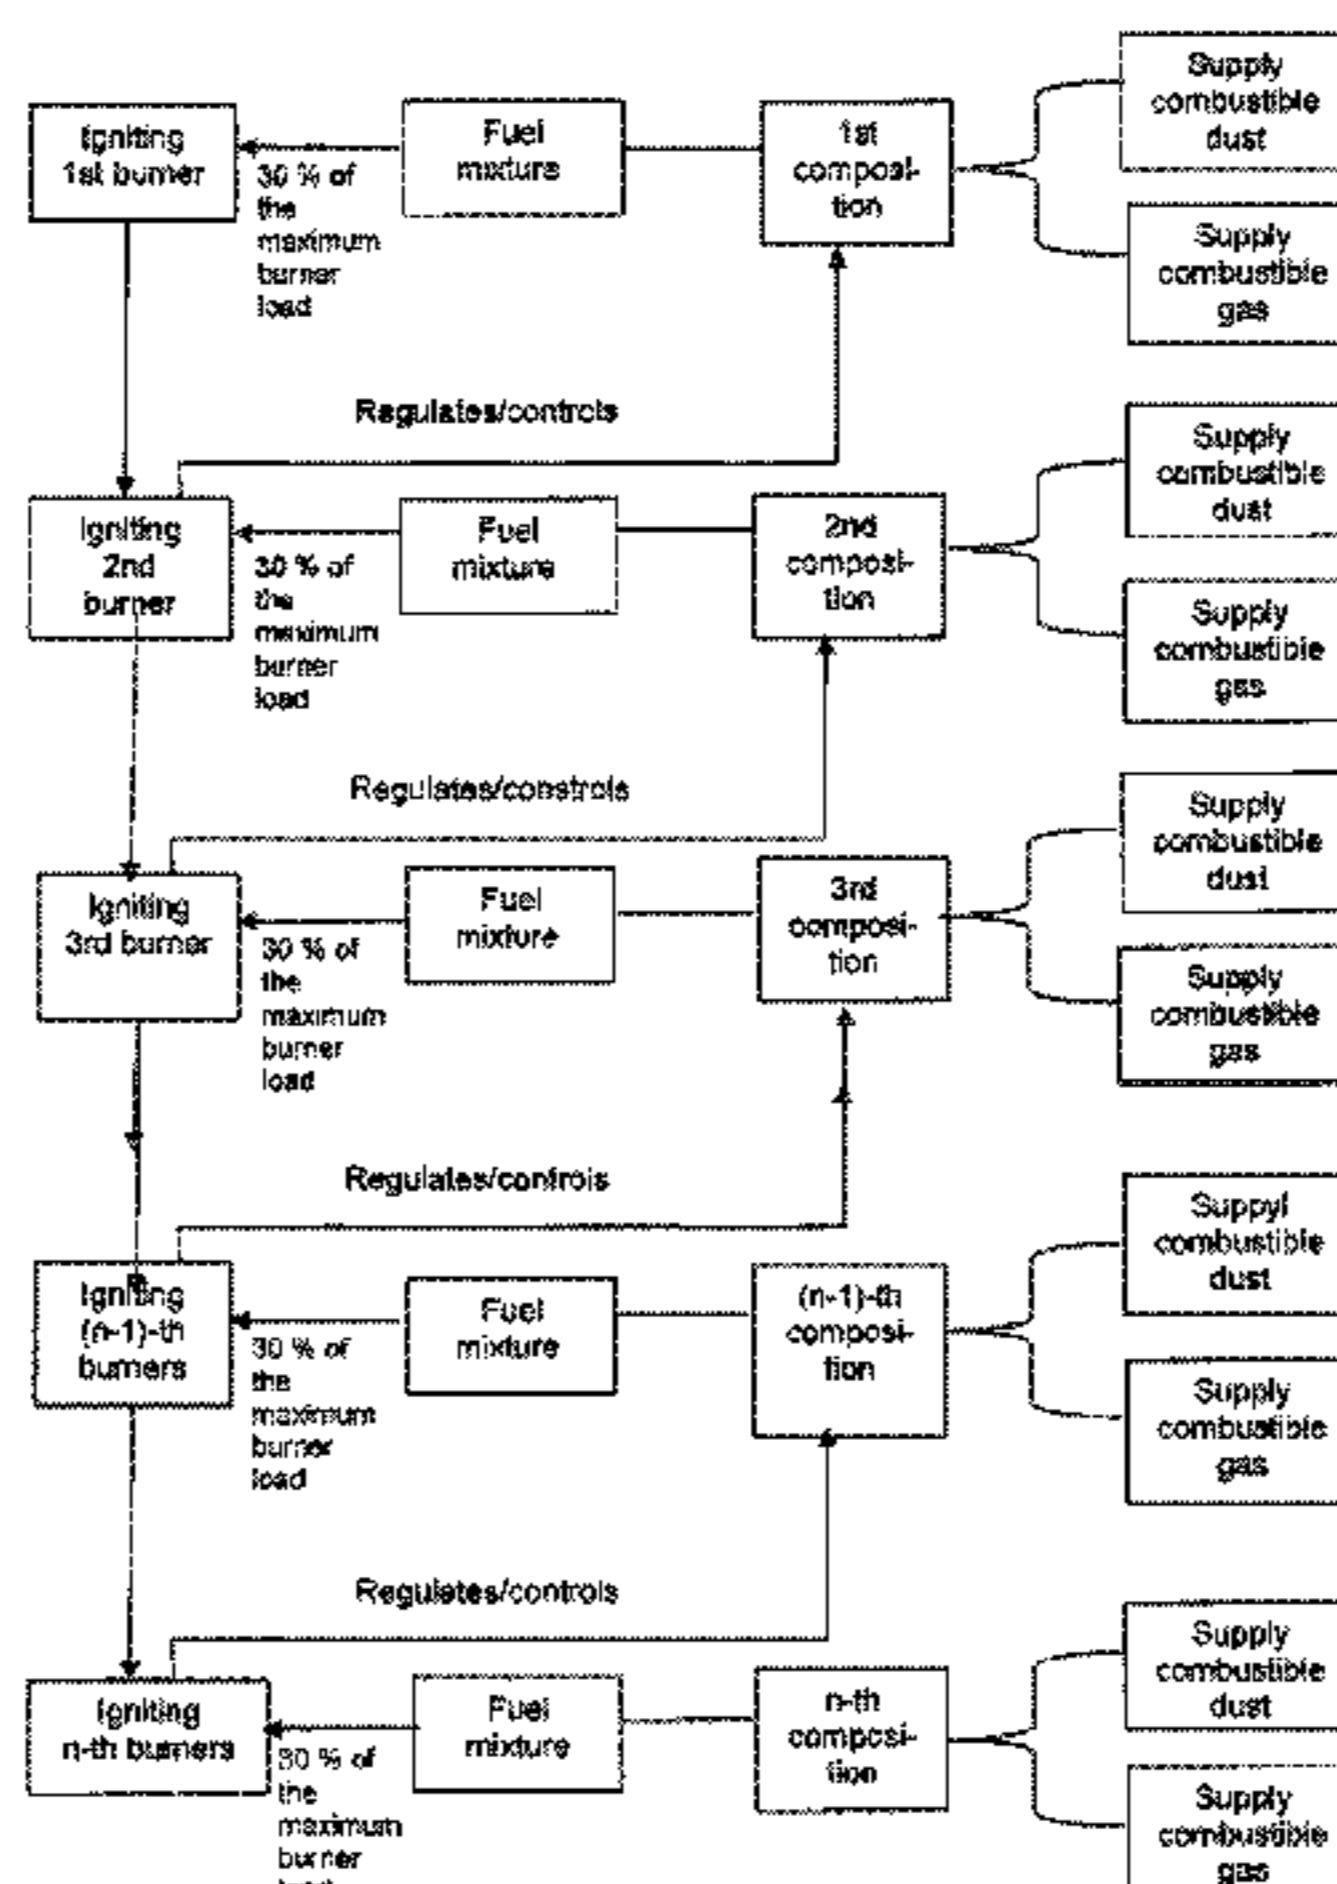 Supply
combustible
dust
Igniting
1st burner
30 % of
the
maximum
burner
load
Fuel
mixture
1st
composi-
tion
Supply
combustible
gas
Regulates/controls
Supply
combustible
dust
Igniting
2nd
burner
30 % of
the
maximum
burner
load
Fuel
mixture
2nd
composi-
tion
Supply
combustible
gas
Regulates/constrols
Supply
combustible
dust
Igniting
3rd burner
30 % of
the
maximum
burner
load
Fuel
mixture
3rd
composi-
tion
Supply
combustible
gas
Regulates/controls
Suppyl
combustible
dust
Igniting
(n-1)-th
burners
30 % of
the
maximum
burner
load
Fuel
mixture
(n-1)-th
composi-
tion
Supply
combustible
gas
Regulates/controls
Supply
combustible
dust
Igniting
n-th burners
30 % of
the
maximum
burner
Fuel
mixture
n-th
composi-
tion
Supply
combustible
gas